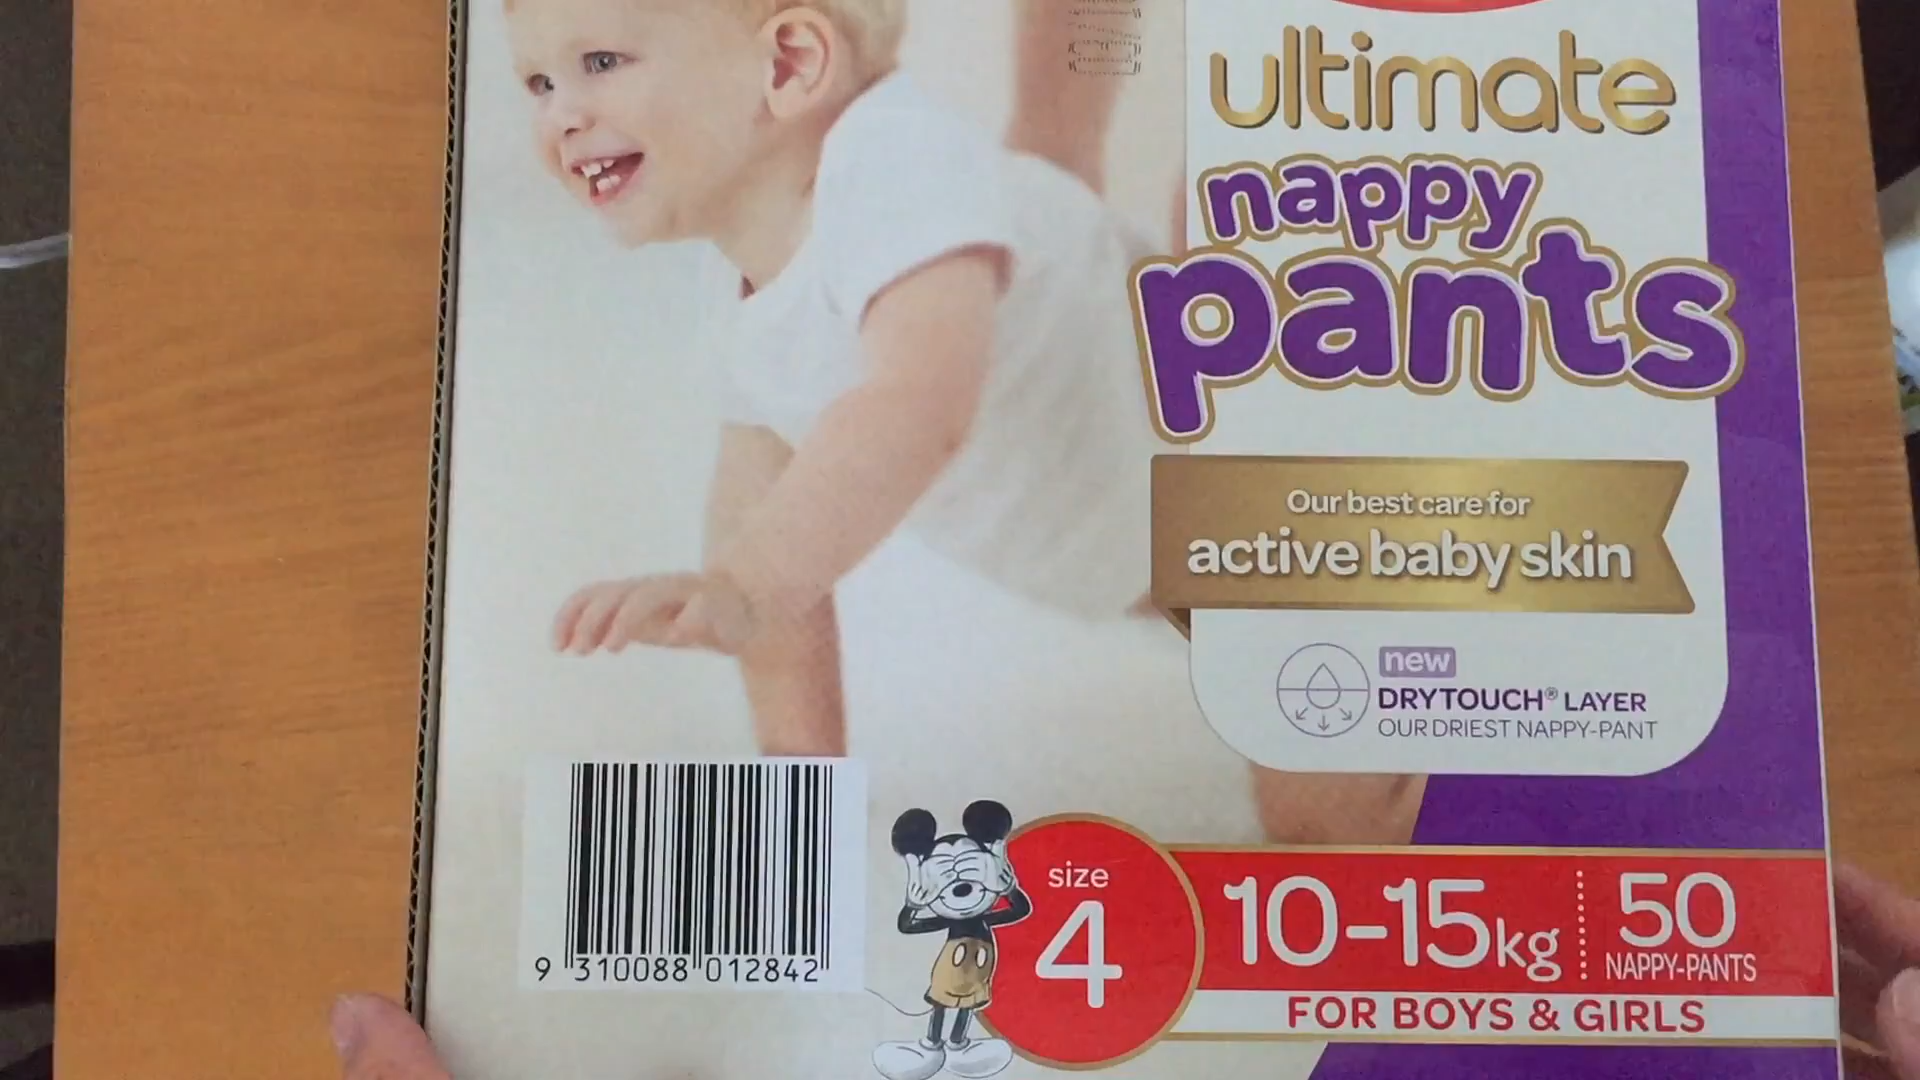 ultimate
nappy
pants
Our best care for
active baby skin
new
DRYTOUCH® LAYER
OUR DRIEST NAPPY-PANT
size
4
10-15kg
50
NAPPY-PANTS
FOR BOYS & GIRLS
9 310088 012842